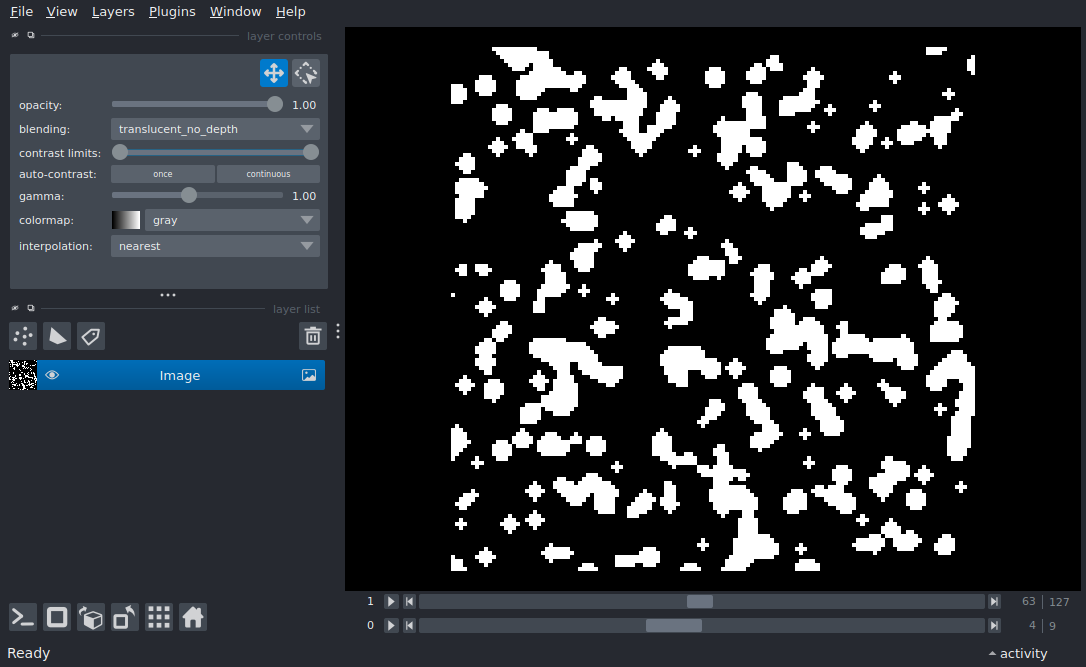 File View Layers Plugins Window Help
layer controls
opacity: 1.00
blending: translucent_no_depth
contrast limits:
auto-contrast: once continuous
gamma: 1.00
colormap: gray
interpolation: nearest
layer list
Image
1 63 127
0 4 9
Ready activity